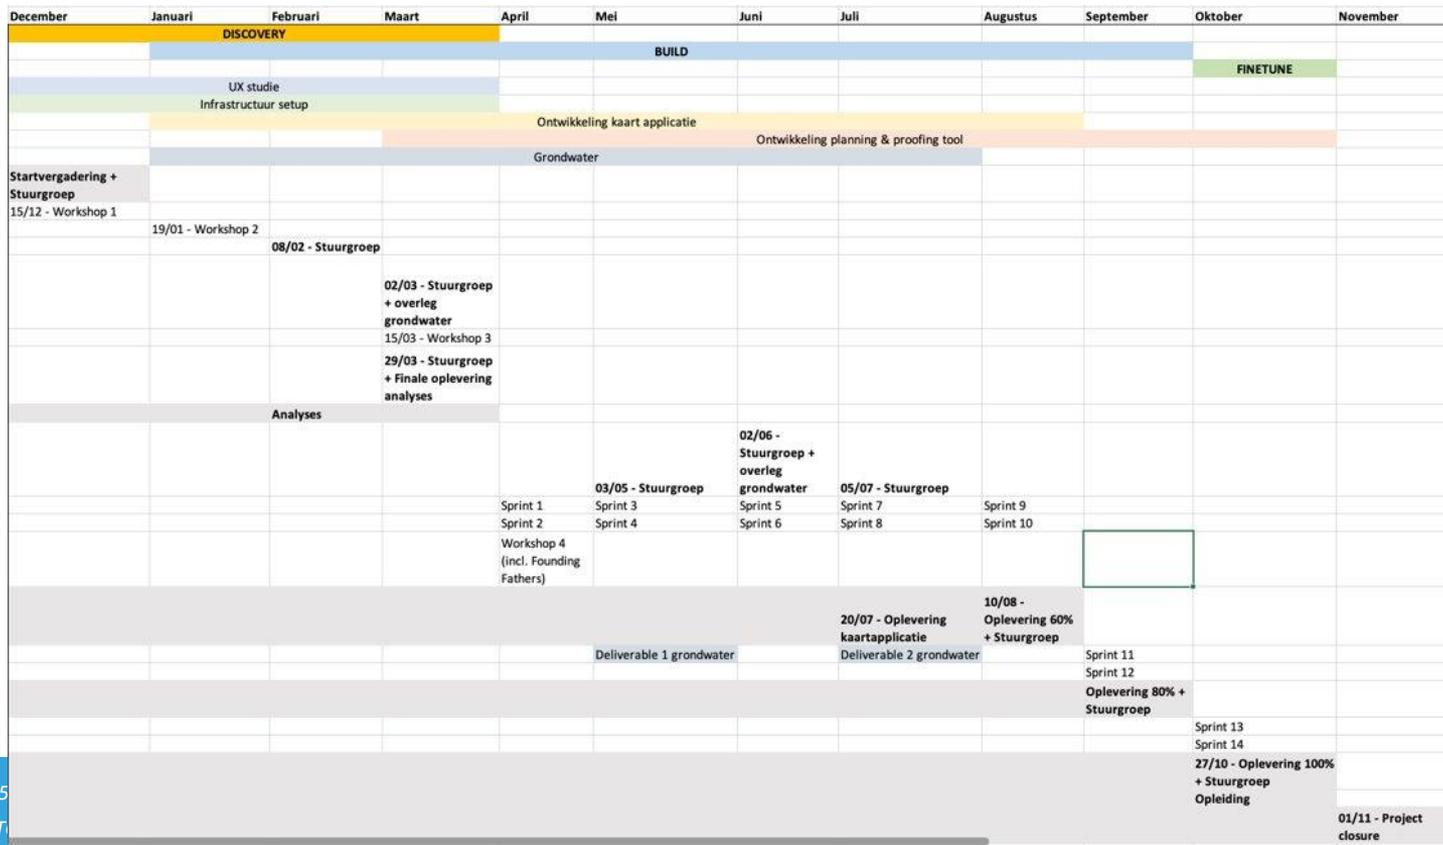 December Januari Februari Maart April Mei Juni Juli Augustus September Oktober November
DISCOVERY
BUILD
FINETUNE
UX studie
Infrastructuur setup
Ontwikkeling kaart applicatie
Ontwikkeling planning & proofing tool
Grondwater
Startvergadering +
Stuurgroep
15/12 - Workshop 1
19/01 - Workshop 2
08/02 - Stuurgroep
02/03 - Stuurgroep
+ overleg
grondwater
15/03 - Workshop 3
29/03 - Stuurgroep
+ Finale oplevering
analyses
Analyses
03/05 - Stuurgroep
02/06 -
Stuurgroep +
overleg
grondwater
05/07 - Stuurgroep
Sprint 1 Sprint 3 Sprint 5 Sprint 7 Sprint 9
Sprint 2 Sprint 4 Sprint 6 Sprint 8 Sprint 10
Workshop 4
(incl. Founding
Fathers)
20/07 - Oplevering
kaartapplicatie
10/08 -
Oplevering 60%
+ Stuurgroep
Deliverable 1 grondwater Deliverable 2 grondwater Sprint 11
Sprint 12
Oplevering 80% +
Stuurgroep
Sprint 13
Sprint 14
27/10 - Oplevering 100%
+ Stuurgroep
Opleiding
01/11 - Project
closure